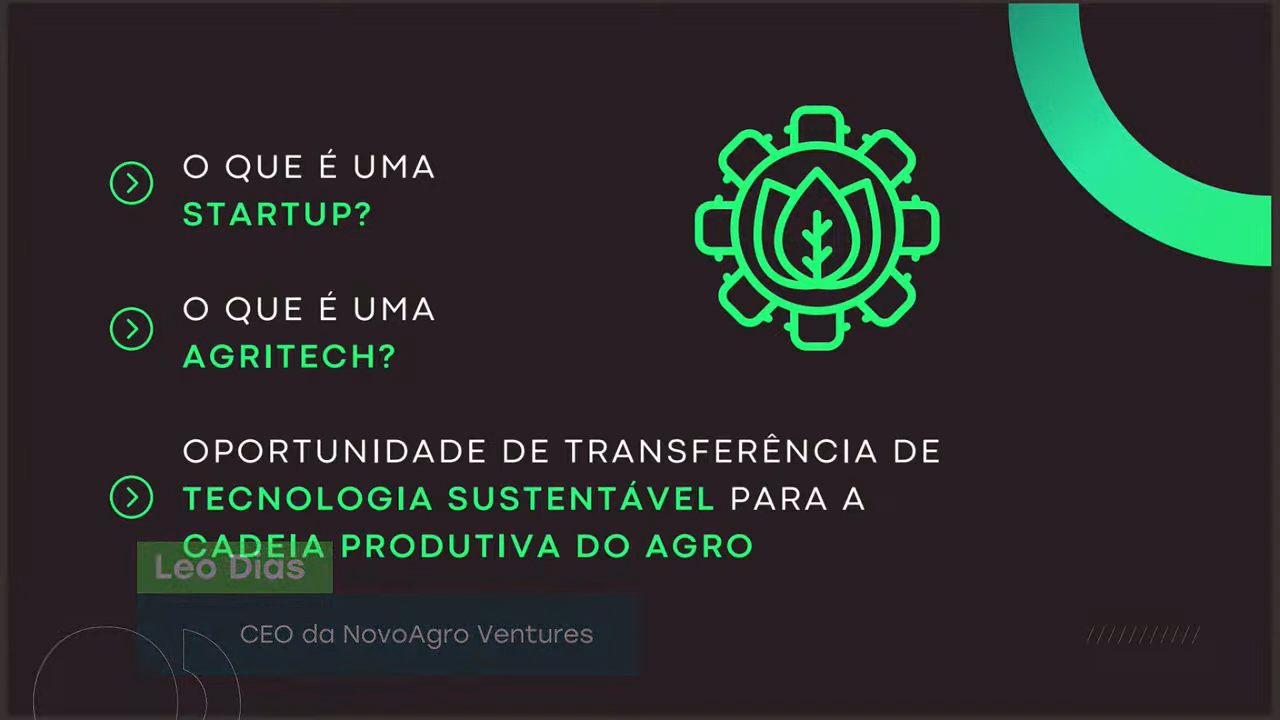 O QUE É UMA
STARTUP?
O QUE É UMA
AGRITECH?
OPORTUNIDADE DE TRANSFERÊNCIA DE
TECNOLOGIA SUSTENTÁVEL PARA A
CADEIA PRODUTIVA DO AGRO
Leo Dias
CEO da NovoAgro Ventures